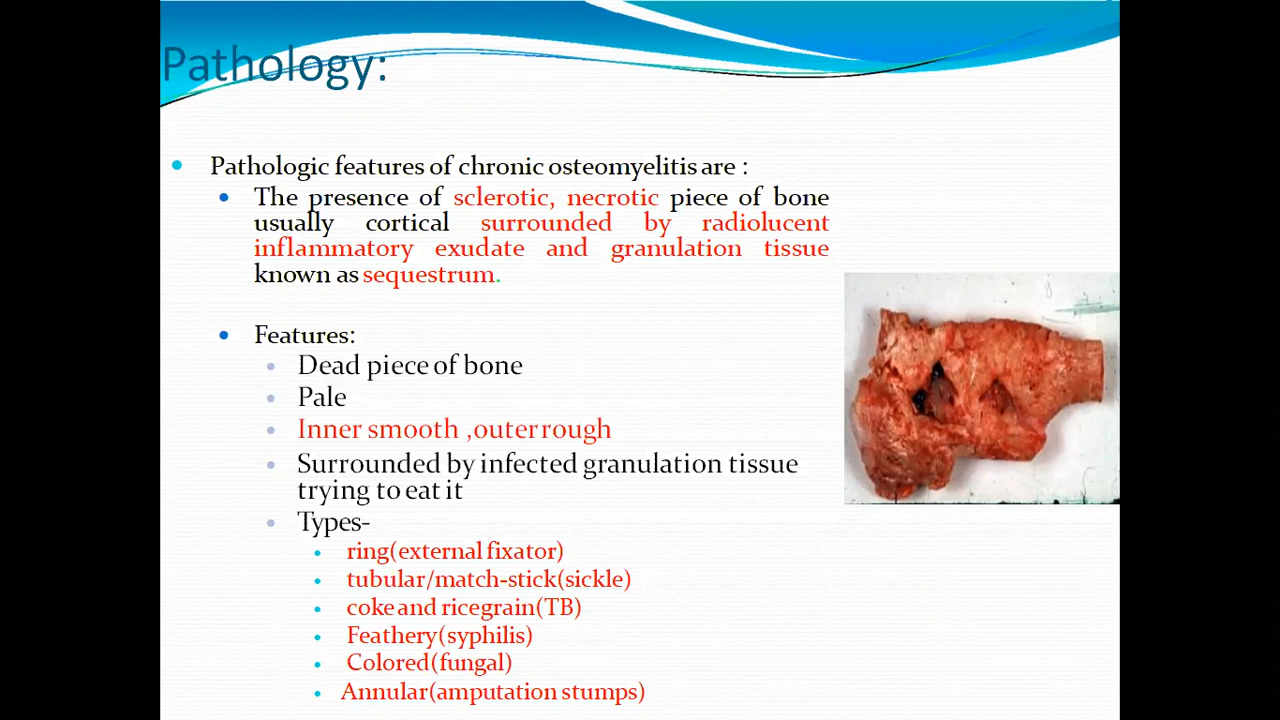 Pathology:
Pathologic features of chronic osteomyelitis are :
The presence of sclerotic, necrotic piece of bone
usually cortical surrounded by radiolucent
inflammatory exudate and granulation tissue
known as sequestrum.
Features:
Dead piece of bone
Pale
Inner smooth ,outer rough
Surrounded by infected granulation tissue
trying to eat it
Types-
ring(external fixator)
tubular/match-stick(sickle)
coke and ricegrain(TB)
Feathery(syphilis)
Colored(fungal)
Annular(amputation stumps)